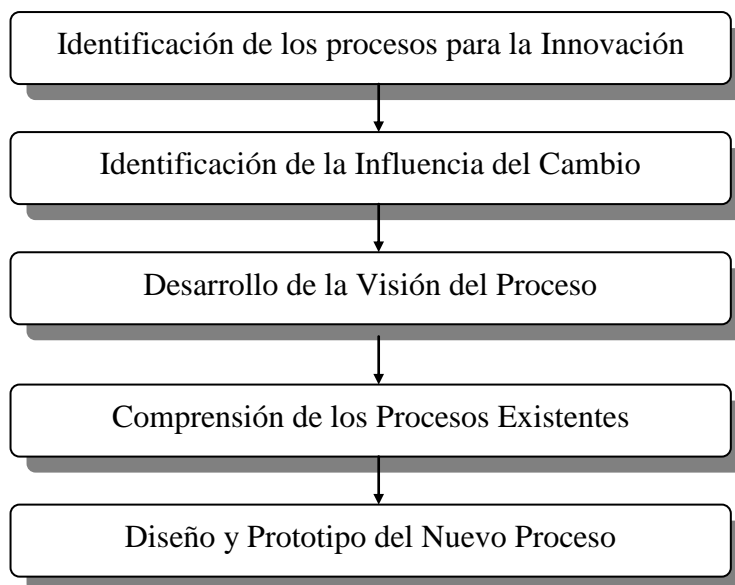 Identificación de los procesos para la Innovación
Identificación de la Influencia del Cambio
Desarrollo de la Visión del Proceso
Comprensión de los Procesos Existentes
Diseño y Prototipo del Nuevo Proceso